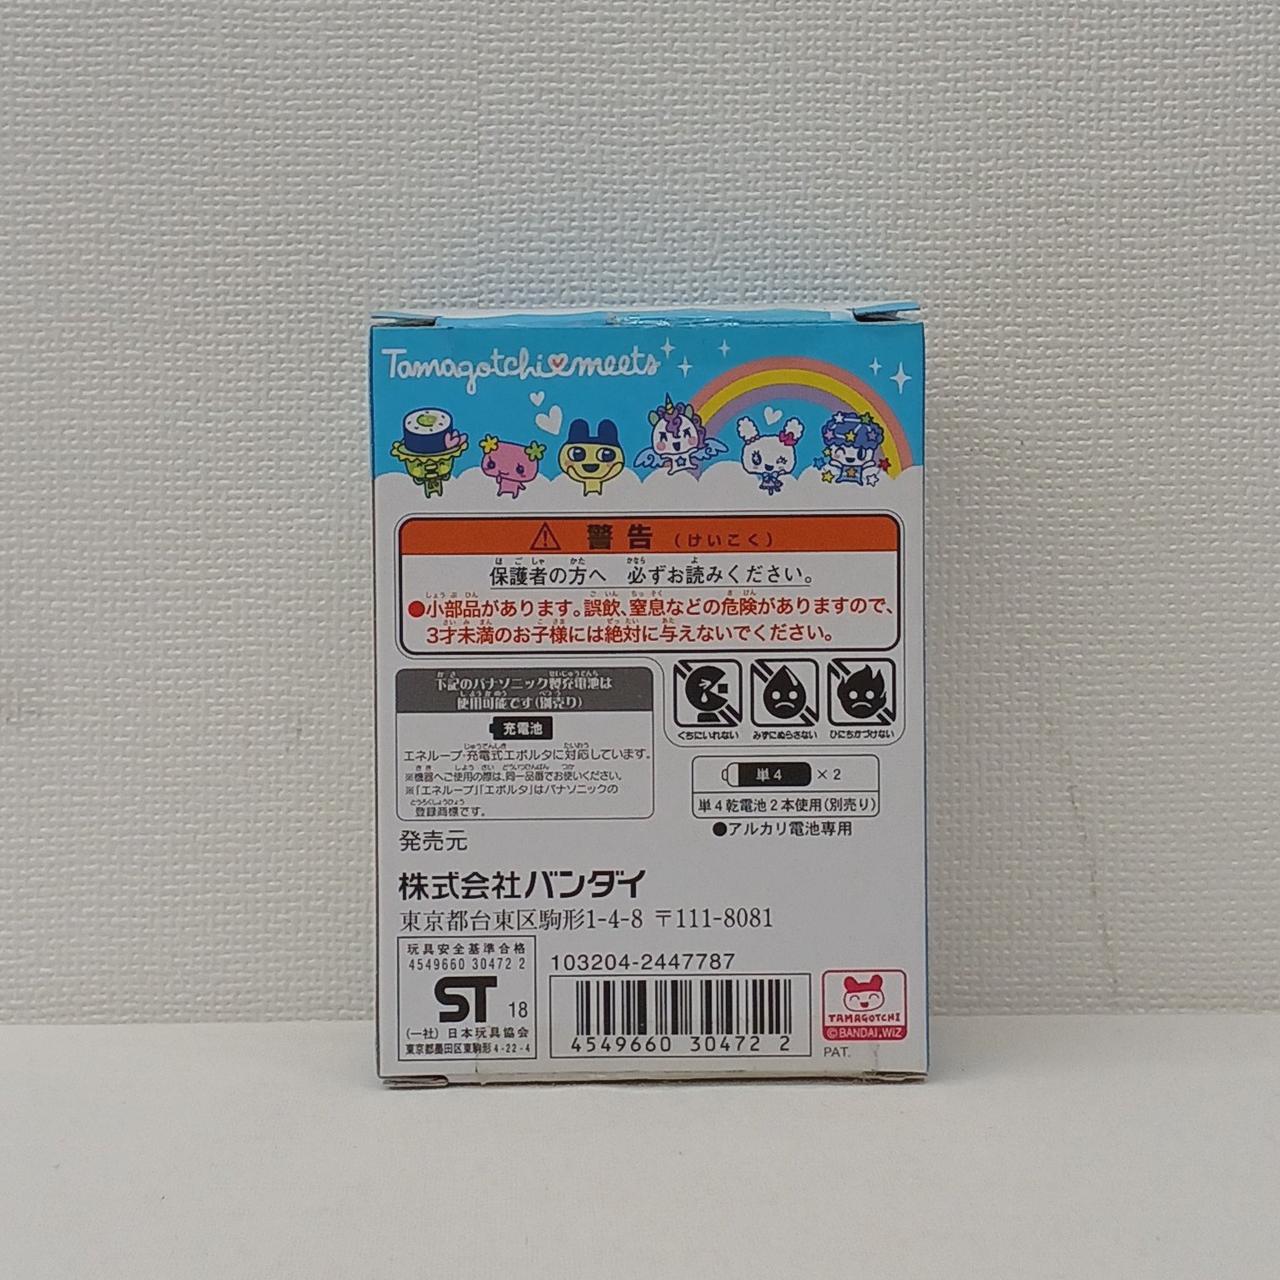 Tamagotchi meets
警告 (けいこく)
保護者の方へ 必ずお読みください。
●小部品があります。誤飲、窒息などの危険がありますので、
3才未満のお子様には絶対に与えないでください。
下記のパナソニック製充電池は
使用可能です(別売り)
充電池
エネループ・充電式エボルタに対応しています。
※機器へご使用の際は、同一品番でお使いください。
※「エネループ」「エボルタ」はパナソニックの
登録商標です。
くちにいれない みずにぬらさない ひにちかづけない
単4 ×2
単4乾電池2本使用(別売り)
●アルカリ電池専用
発売元
株式会社バンダイ
東京都台東区駒形1-4-8 〒111-8081
玩具安全基準合格
4549660 30472 2
ST 18
(一社) 日本玩具協会
東京都墨田区東駒形4-22-4
103204-2447787
4549660 304722
TAMAGOTCHI
©BANDAI,WIZ
PAT.